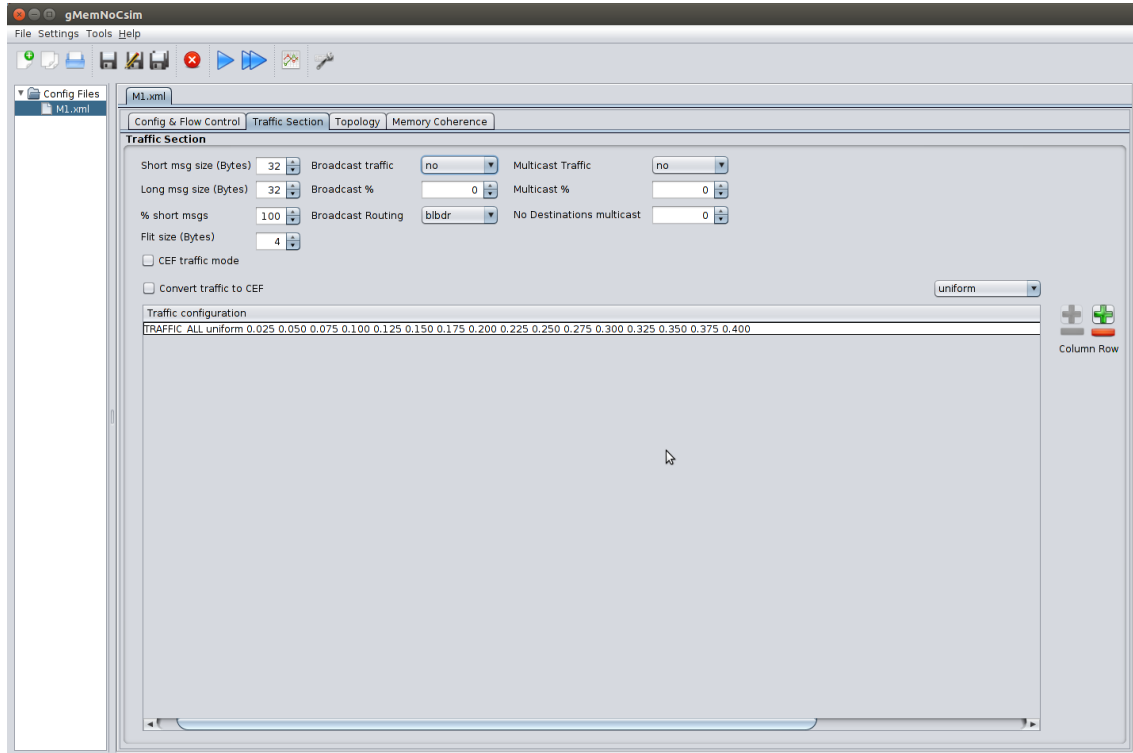 gMemNoCsim
File Settings Tools Help
Config Files
M1.xml
M1.xml
Config & Flow Control Traffic Section Topology Memory Coherence
Traffic Section
Short msg size (Bytes) 32 Broadcast traffic no Multicast Traffic no
Long msg size (Bytes) 32 Broadcast % 0 Multicast % 0
% short msgs 100 Broadcast Routing blbdr No Destinations multicast 0
Flit size (Bytes) 4
CEF traffic mode
Convert traffic to CEF uniform
Traffic configuration
TRAFFIC ALL uniform 0.025 0.050 0.075 0.100 0.125 0.150 0.175 0.200 0.225 0.250 0.275 0.300 0.325 0.350 0.375 0.400
Column Row